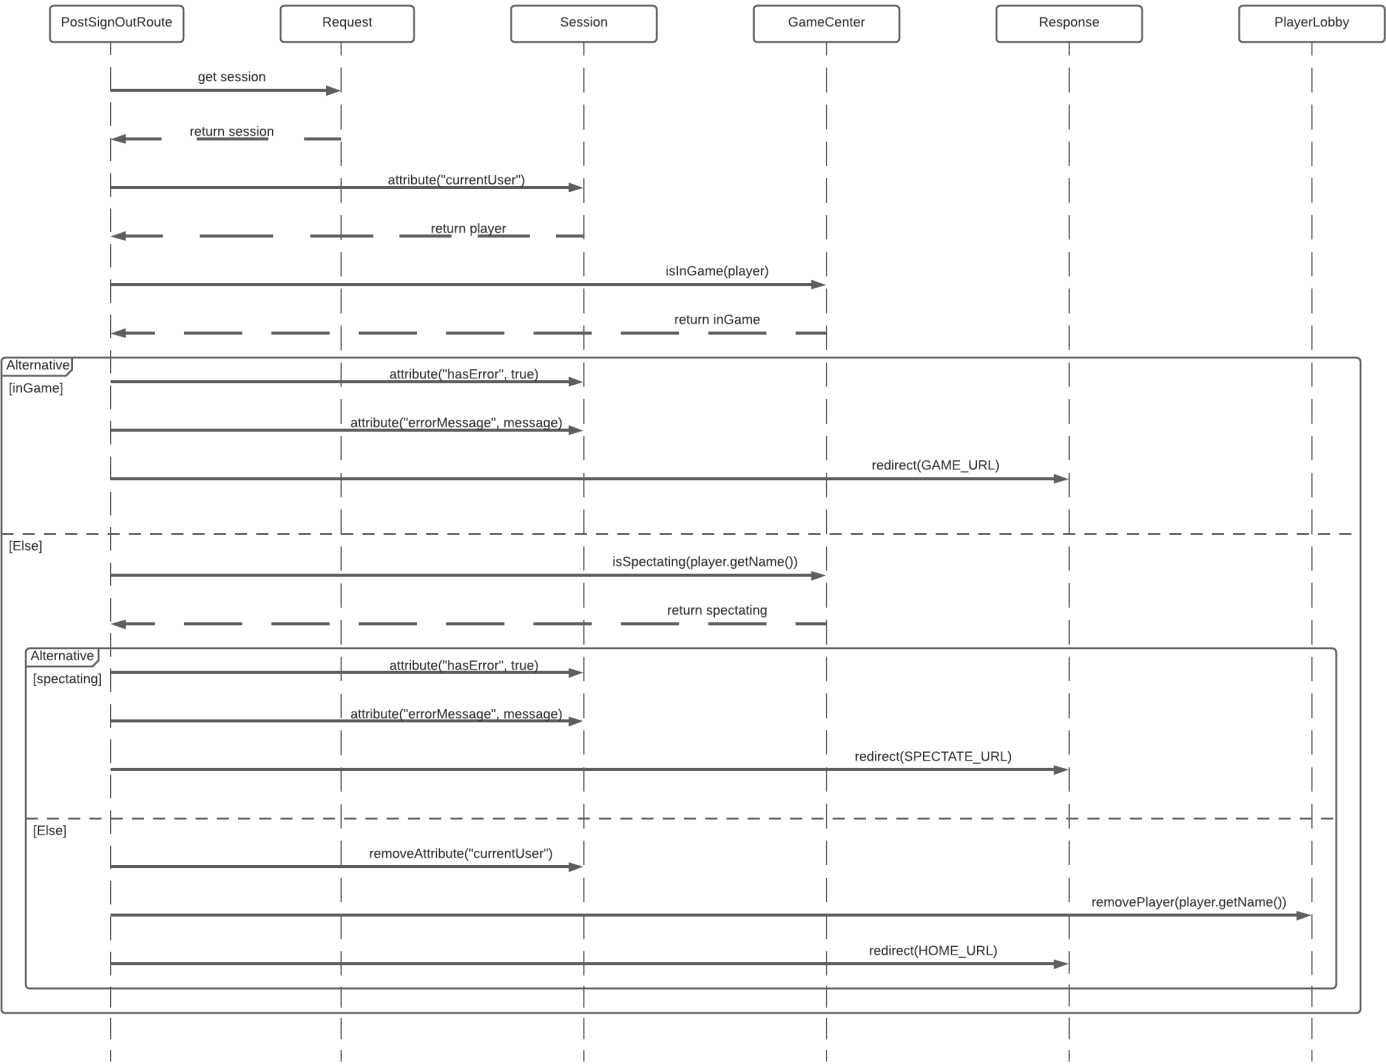 PostSignOutRoute
Request
Session
GameCenter
Response
PlayerLobby
get session
return session
attribute("currentUser")
return player
isInGame(player)
return inGame
Alternative
[inGame]
attribute("hasError", true)
attribute("errorMessage", message)
redirect(GAME_URL)
[Else]
isSpectating(player.getName())
return spectating
Alternative
[spectating]
attribute("hasError", true)
attribute("errorMessage", message)
redirect(SPECTATE_URL)
[Else]
removeAttribute("currentUser")
removePlayer(player.getName())
redirect(HOME_URL)